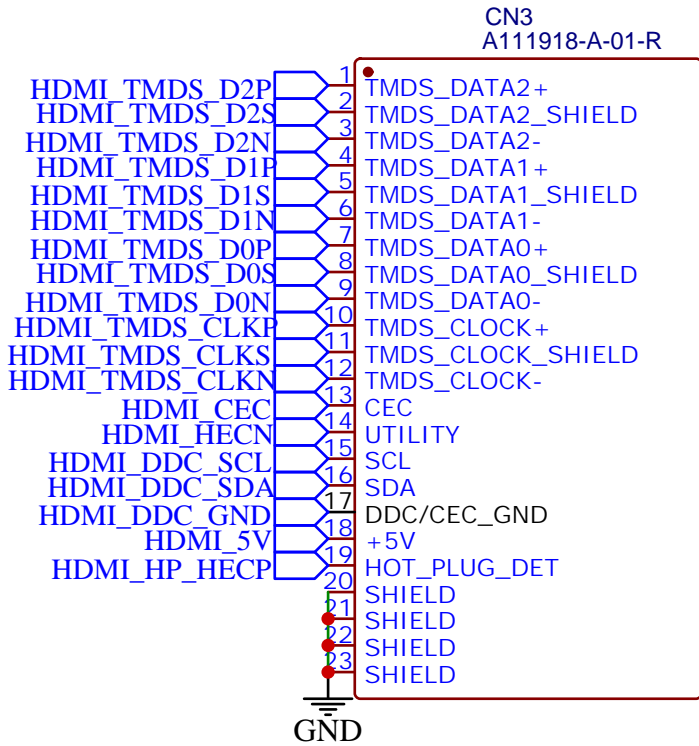 CN3
A111918-A-01-R
HDMI_TMDS_D2P 1 TMDS_DATA2+
HDMI_TMDS_D2S 2 TMDS_DATA2_SHIELD
HDMI_TMDS_D2N 3 TMDS_DATA2-
HDMI_TMDS_D1P 4 TMDS_DATA1+
HDMI_TMDS_D1S 5 TMDS_DATA1_SHIELD
HDMI_TMDS_D1N 6 TMDS_DATA1-
HDMI_TMDS_D0P 7 TMDS_DATA0+
HDMI_TMDS_D0S 8 TMDS_DATA0_SHIELD
HDMI_TMDS_D0N 9 TMDS_DATA0-
HDMI_TMDS_CLKP 10 TMDS_CLOCK+
HDMI_TMDS_CLKS 11 TMDS_CLOCK_SHIELD
HDMI_TMDS_CLKN 12 TMDS_CLOCK-
HDMI_CEC 13 CEC
HDMI_HECN 14 UTILITY
HDMI_DDC_SCL 15 SCL
HDMI_DDC_SDA 16 SDA
HDMI_DDC_GND 17 DDC/CEC_GND
HDMI_5V 18 +5V
HDMI_HP_HECP 19 HOT_PLUG_DET
20 SHIELD
21 SHIELD
22 SHIELD
23 SHIELD
GND